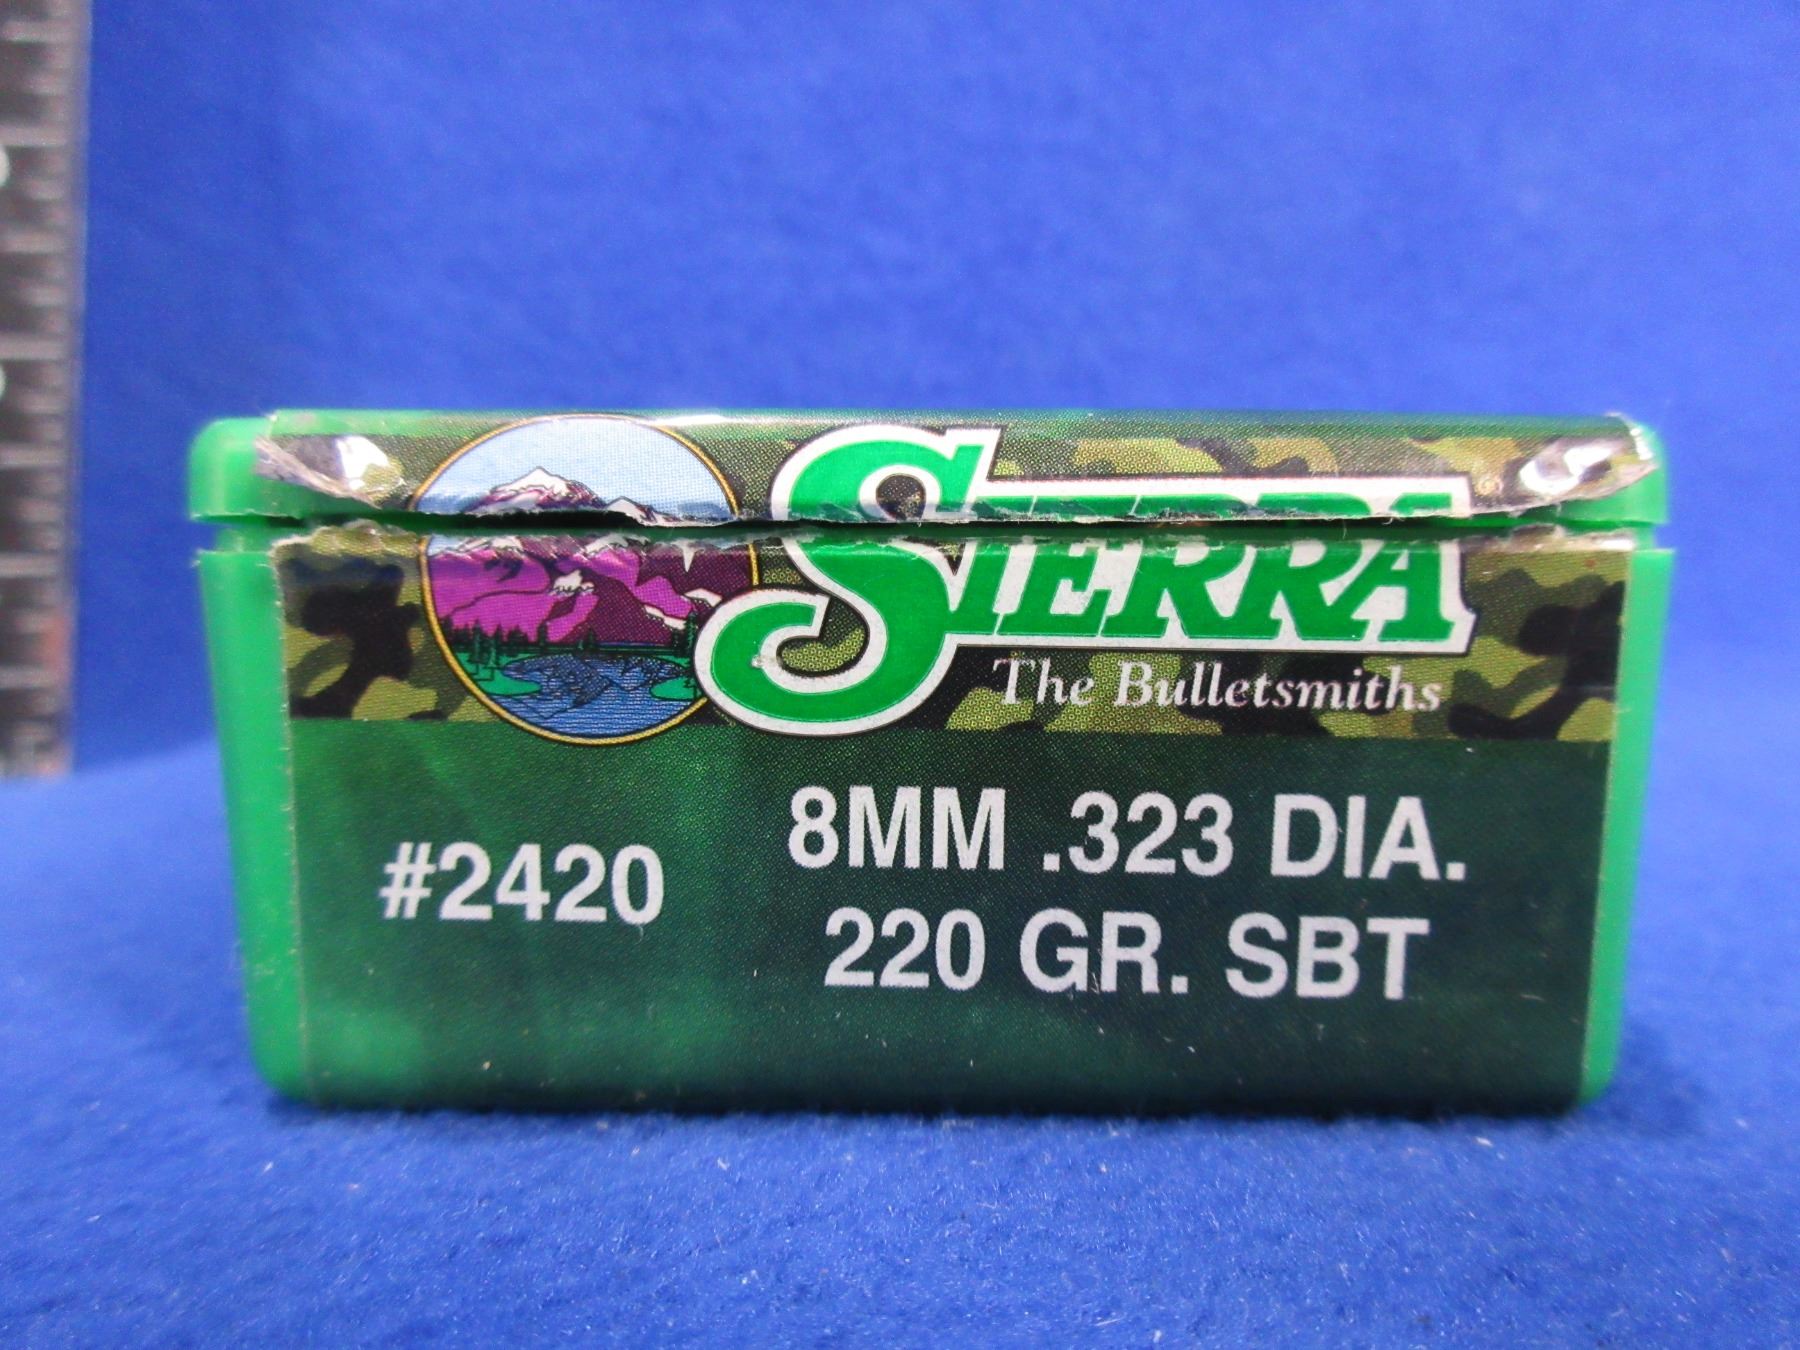 SIERRA
The Bulletsmiths
#2420
8MM .323 DIA.
220 GR. SBT